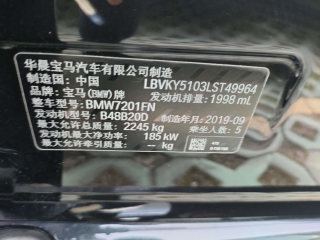 华晨宝马汽车有限公司制造
制造国：中国 LBVKY5103LST49964
品牌：宝马(BMW)牌 发动机排量：1998 mL
整车型号：BMW7201FN
发动机型号：B48B20D
最大允许总质量：2245 kg 制造年月：2019-09
发动机最大净功率：185 kW 乘坐人数：5
最大允许牵引质量：-- kg